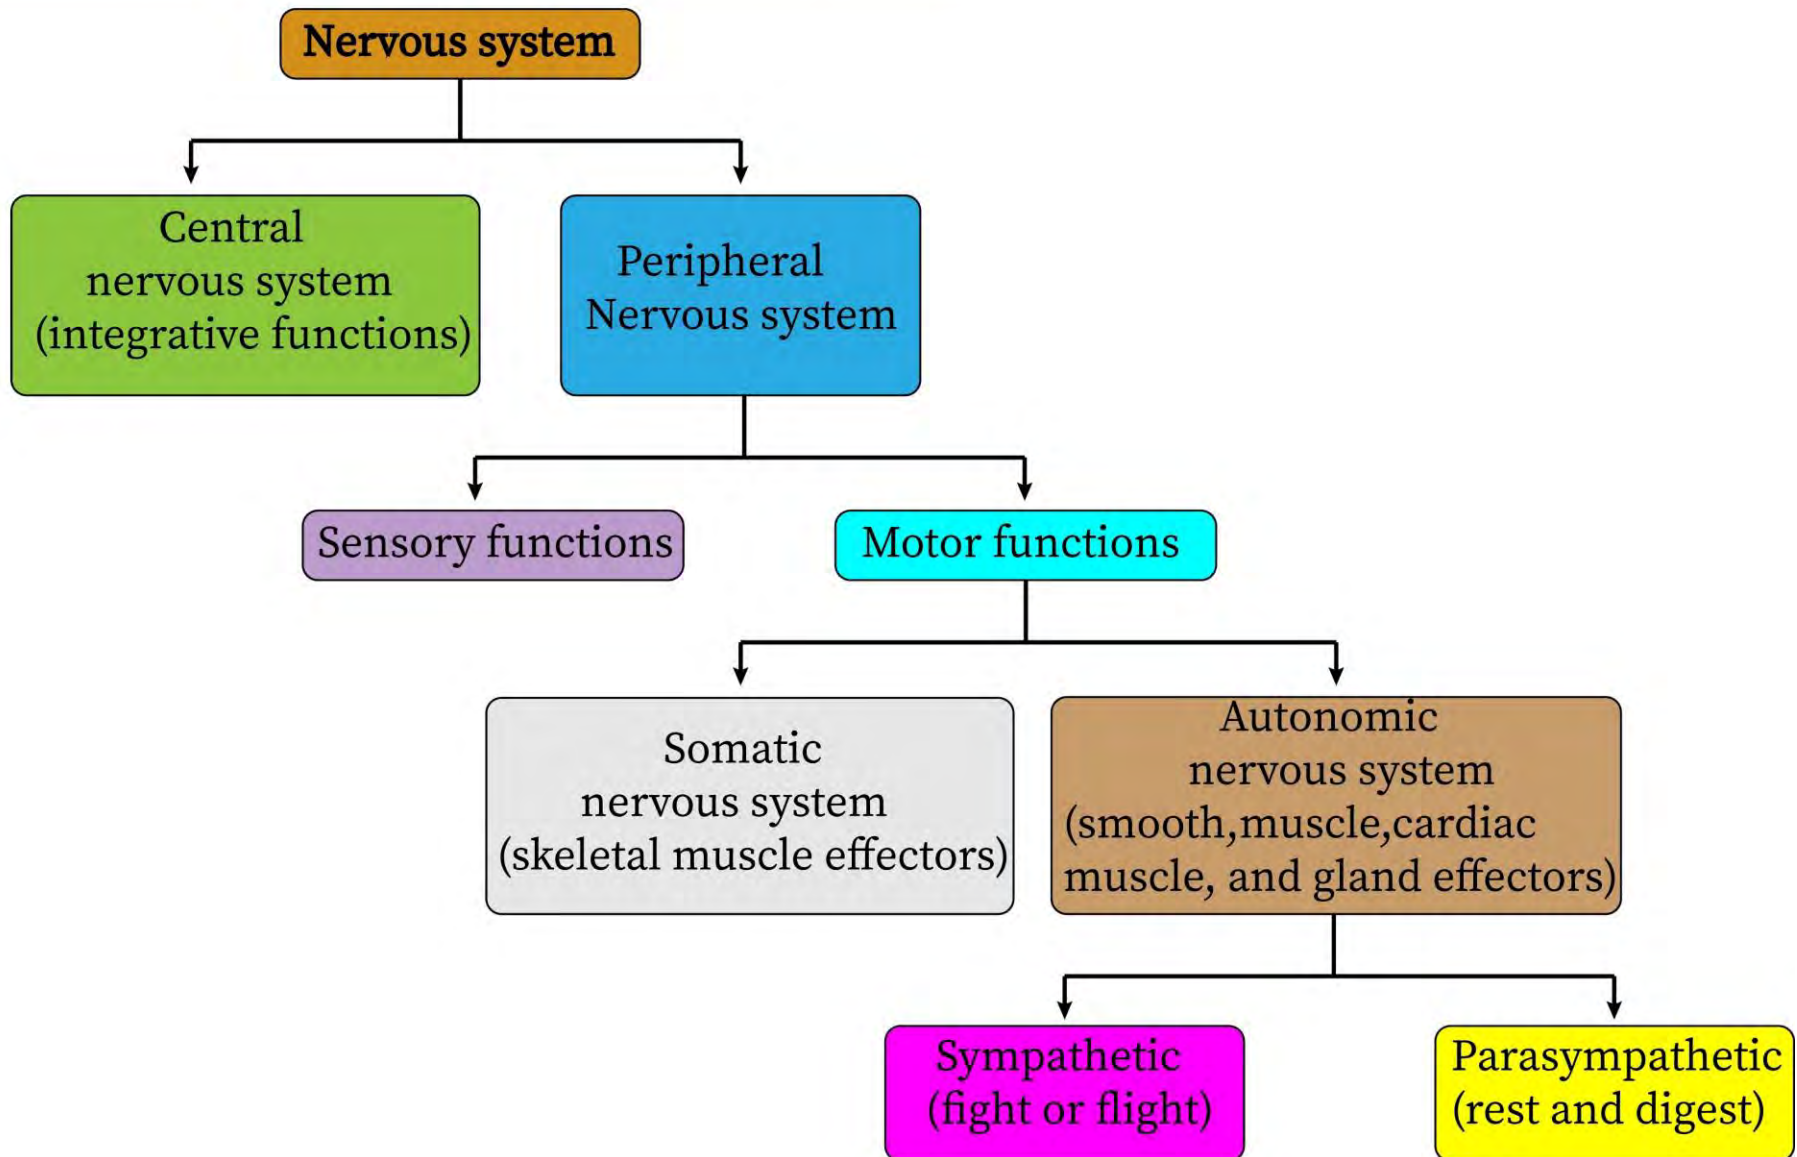 Nervous system
Central
nervous system
(integrative functions)
Peripheral
Nervous system
Sensory functions
Motor functions
Somatic
nervous system
(skeletal muscle effectors)
Autonomic
nervous system
(smooth,muscle,cardiac
muscle, and gland effectors)
Sympathetic
(fight or flight)
Parasympathetic
(rest and digest)